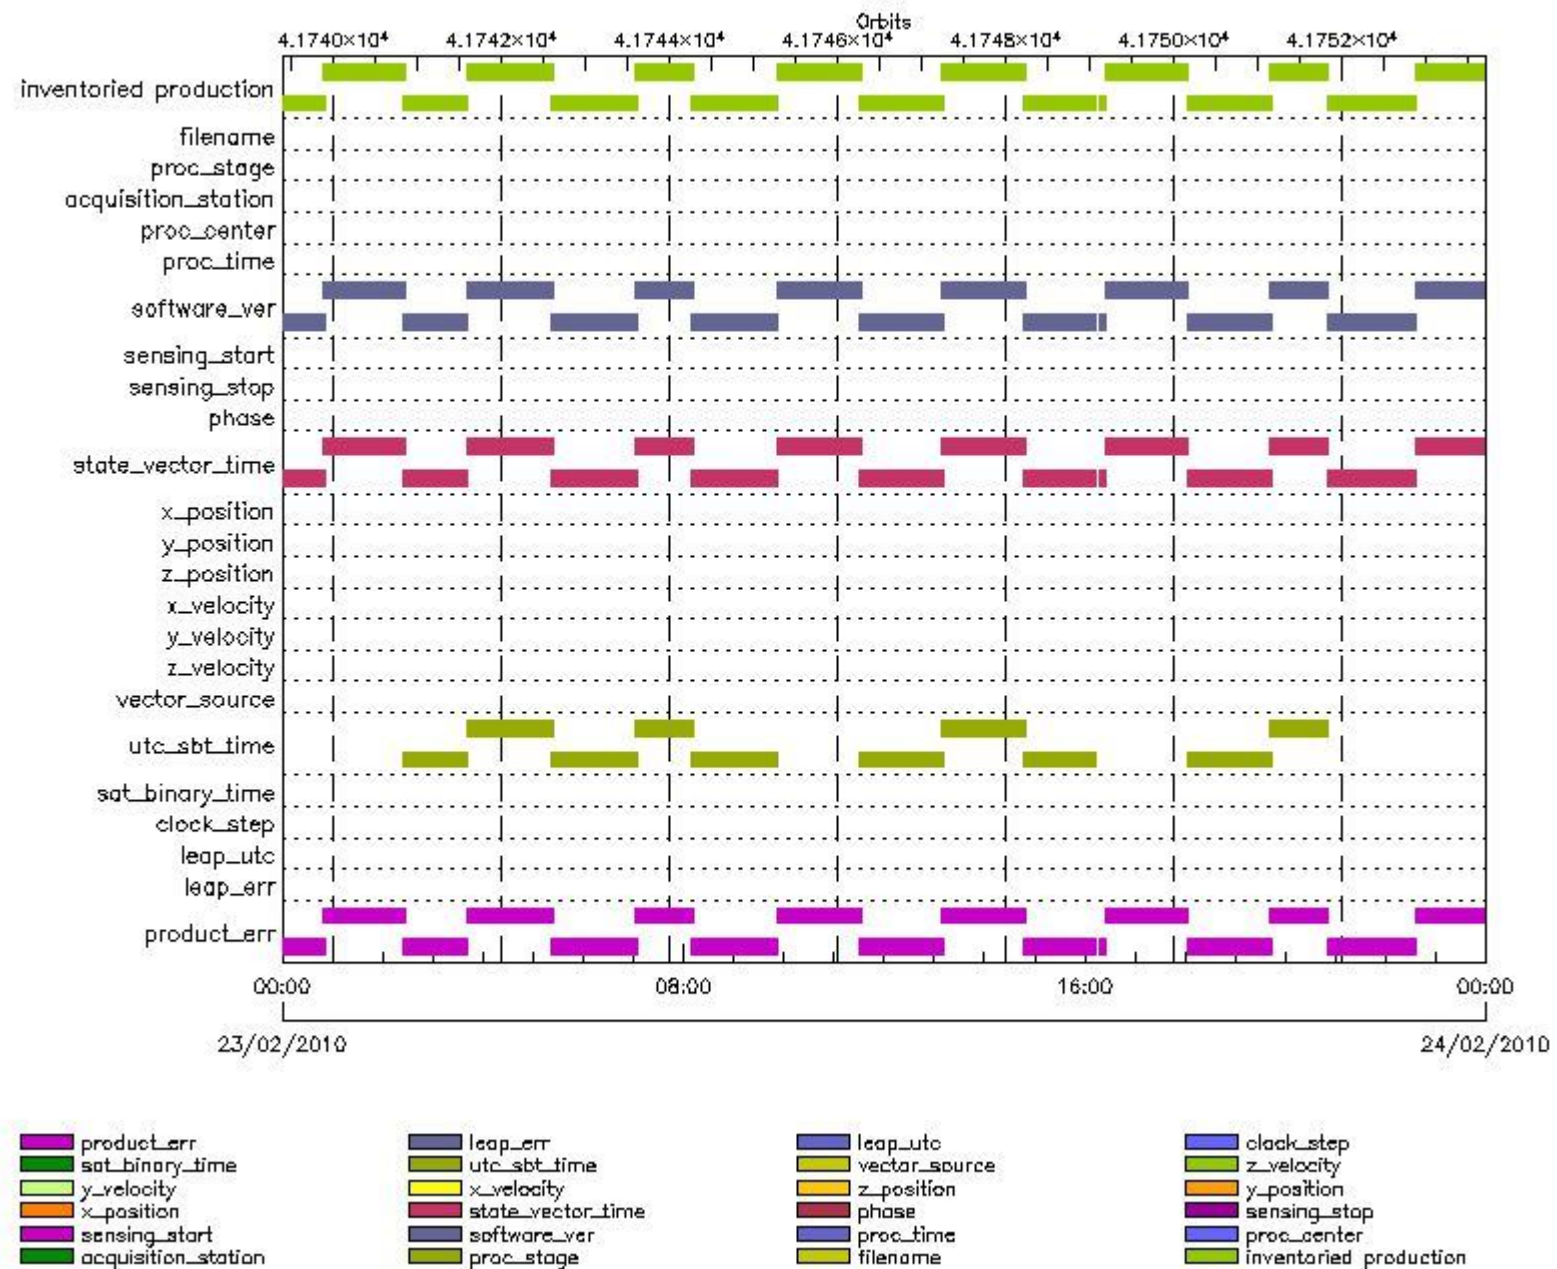 Orbits
4.1740×10⁴ 4.1742×10⁴ 4.1744×10⁴ 4.1746×10⁴ 4.1748×10⁴ 4.1750×10⁴ 4.1752×10⁴
inventoried production
filename
proc_stage
acquisition_station
proc_center
proc_time
software_ver
sensing_start
sensing_stop
phase
state_vector_time
x_position
y_position
z_position
x_velocity
y_velocity
z_velocity
vector_source
utc_sbt_time
sat_binary_time
clock_step
leap_utc
leap_err
product_err
00:00 08:00 16:00 00:00
23/02/2010 24/02/2010
product_err leap_err leap_utc clock_step
sat_binary_time utc_sbt_time vector_source z_velocity
y_velocity x_velocity z_position y_position
x_position state_vector_time phase sensing_stop
sensing_start software_ver proc_time proc_center
acquisition_station proc_stage filename inventoried production